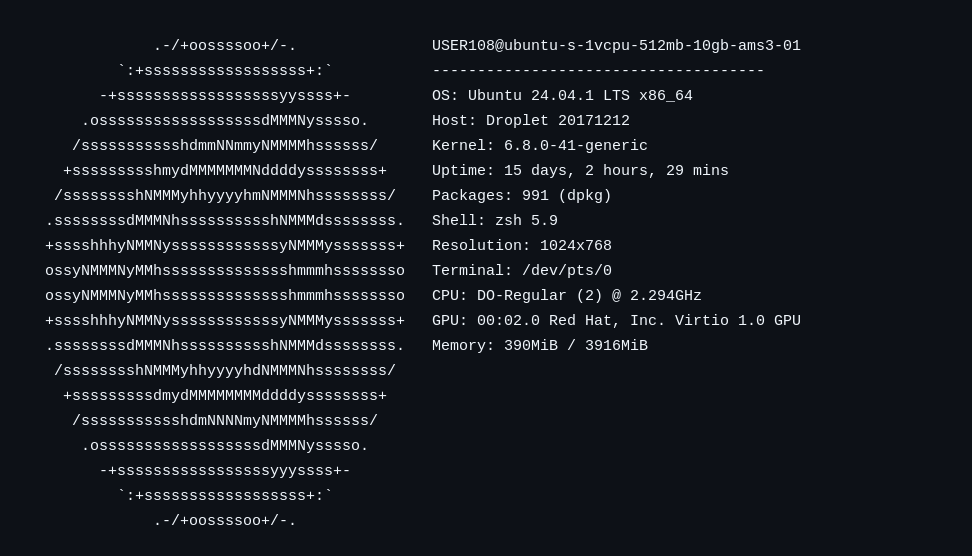 .-/+oossssoo+/-.               USER108@ubuntu-s-1vcpu-512mb-10gb-ams3-01
        `:+ssssssssssssssssss+:`           -------------------------------------
      -+ssssssssssssssssssyyssss+-         OS: Ubuntu 24.04.1 LTS x86_64
    .ossssssssssssssssssdMMMNysssso.       Host: Droplet 20171212
   /ssssssssssshdmmNNmmyNMMMMhssssss/      Kernel: 6.8.0-41-generic
  +ssssssssshmydMMMMMMMNddddyssssssss+     Uptime: 15 days, 2 hours, 29 mins
 /sssssssshNMMMyhhyyyyhmNMMMNhssssssss/    Packages: 991 (dpkg)
.ssssssssdMMMNhsssssssssshNMMMdssssssss.   Shell: zsh 5.9
+sssshhhyNMMNyssssssssssssyNMMMysssssss+   Resolution: 1024x768
ossyNMMMNyMMhsssssssssssssshmmmhssssssso   Terminal: /dev/pts/0
ossyNMMMNyMMhsssssssssssssshmmmhssssssso   CPU: DO-Regular (2) @ 2.294GHz
+sssshhhyNMMNyssssssssssssyNMMMysssssss+   GPU: 00:02.0 Red Hat, Inc. Virtio 1.0 GPU
.ssssssssdMMMNhsssssssssshNMMMdssssssss.   Memory: 390MiB / 3916MiB
 /sssssssshNMMMyhhyyyyhdNMMMNhssssssss/
  +sssssssssdmydMMMMMMMMddddyssssssss+
   /ssssssssssshdmNNNNmyNMMMMhssssss/
    .ossssssssssssssssssdMMMNysssso.
      -+sssssssssssssssssyyyssss+-
        `:+ssssssssssssssssss+:`
            .-/+oossssoo+/-.